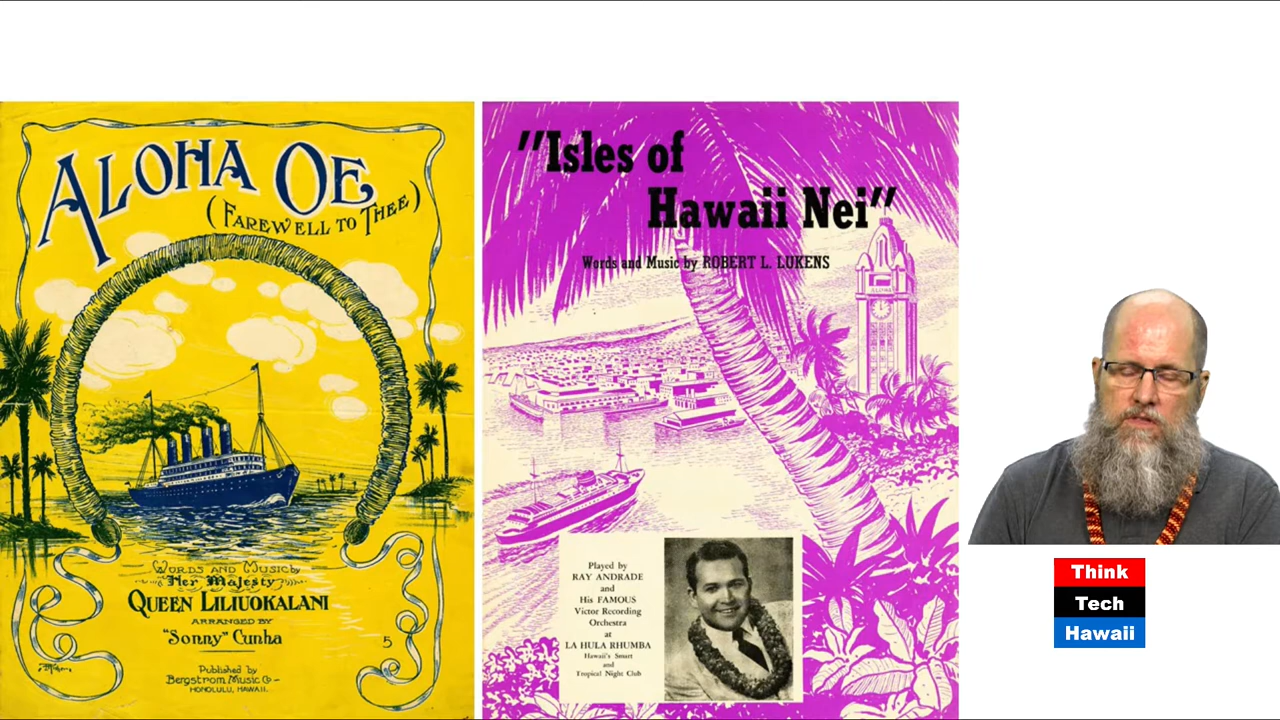 ALOHA OE
(FAREWELL TO THEE)
WORDS AND MUSIC by
Her Majesty
QUEEN LILIUOKALANI
ARRANGED BY
"Sonny" Cunha
5
Published by
Bergstrom Music Co
HONOLULU, HAWAII.
"Isles of
Hawaii Nei"
Words and Music by ROBERT L. LUKENS
ALOHA
Played by
RAY ANDRADE
and
His FAMOUS
Victor Recording
Orchestra
at
LA HULA RHUMBA
Hawaii's Smart
and
Tropical Night Club
Think
Tech
Hawaii